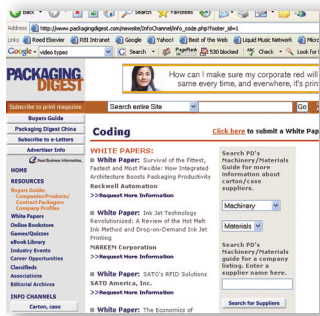 Back
Search
Favorites
Address http://www.packagingdigest.com/newsite/InfoChannel/info_code.php?footer_id=1
Links Reed Elsevier RBI Intranet Google Yahoo! Best of the Web Liquid Music Network Micro
Google video types Search PageRank 530 blocked Check Look for
PACKAGING
DIGEST
How can I make sure my corporate red will
same every time, and everywhere, it's prin
Subscribe to print magazine
Search entire Site
Go
Buyers Guide
Packaging Digest China
Subscribe to e-Letters
Advertiser Info
Reed Business Information.
HOME
RESOURCES
Buyers Guide:
Companies/Products/
Contract Packagers
Company Profiles
White Papers
Online Bookstore
Games/Quizzes
eBook Library
Industry Events
Career Opportunities
Classifieds
Associations
Editorial Archives
INFO CHANNELS
Carton, case
Coding
Click here to submit a White Pap
WHITE PAPERS:
White Paper: Survival of the Fittest,
Fastest and Most Flexible: How Integrated
Architecture Boosts Packaging Productivity
Rockwell Automation
>>Request More Information
White Paper: Ink Jet Technology
Revolutionized: A Review of the Hot Melt
Ink Method and Drop-on-Demand Ink Jet
Printing
MARKEM Corporation
>>Request More Information
White Paper: SATO's RFID Solutions
SATO America, Inc.
>>Request More Information
White Paper: The Economics of
Search PD's
Machinery/Materials
Guide for more
information about
carton/case
suppliers.
Machinery
Materials
Search PD's
Machinery/Materials
guide for a company
listing. Enter a
supplier name here.
Search for Suppliers